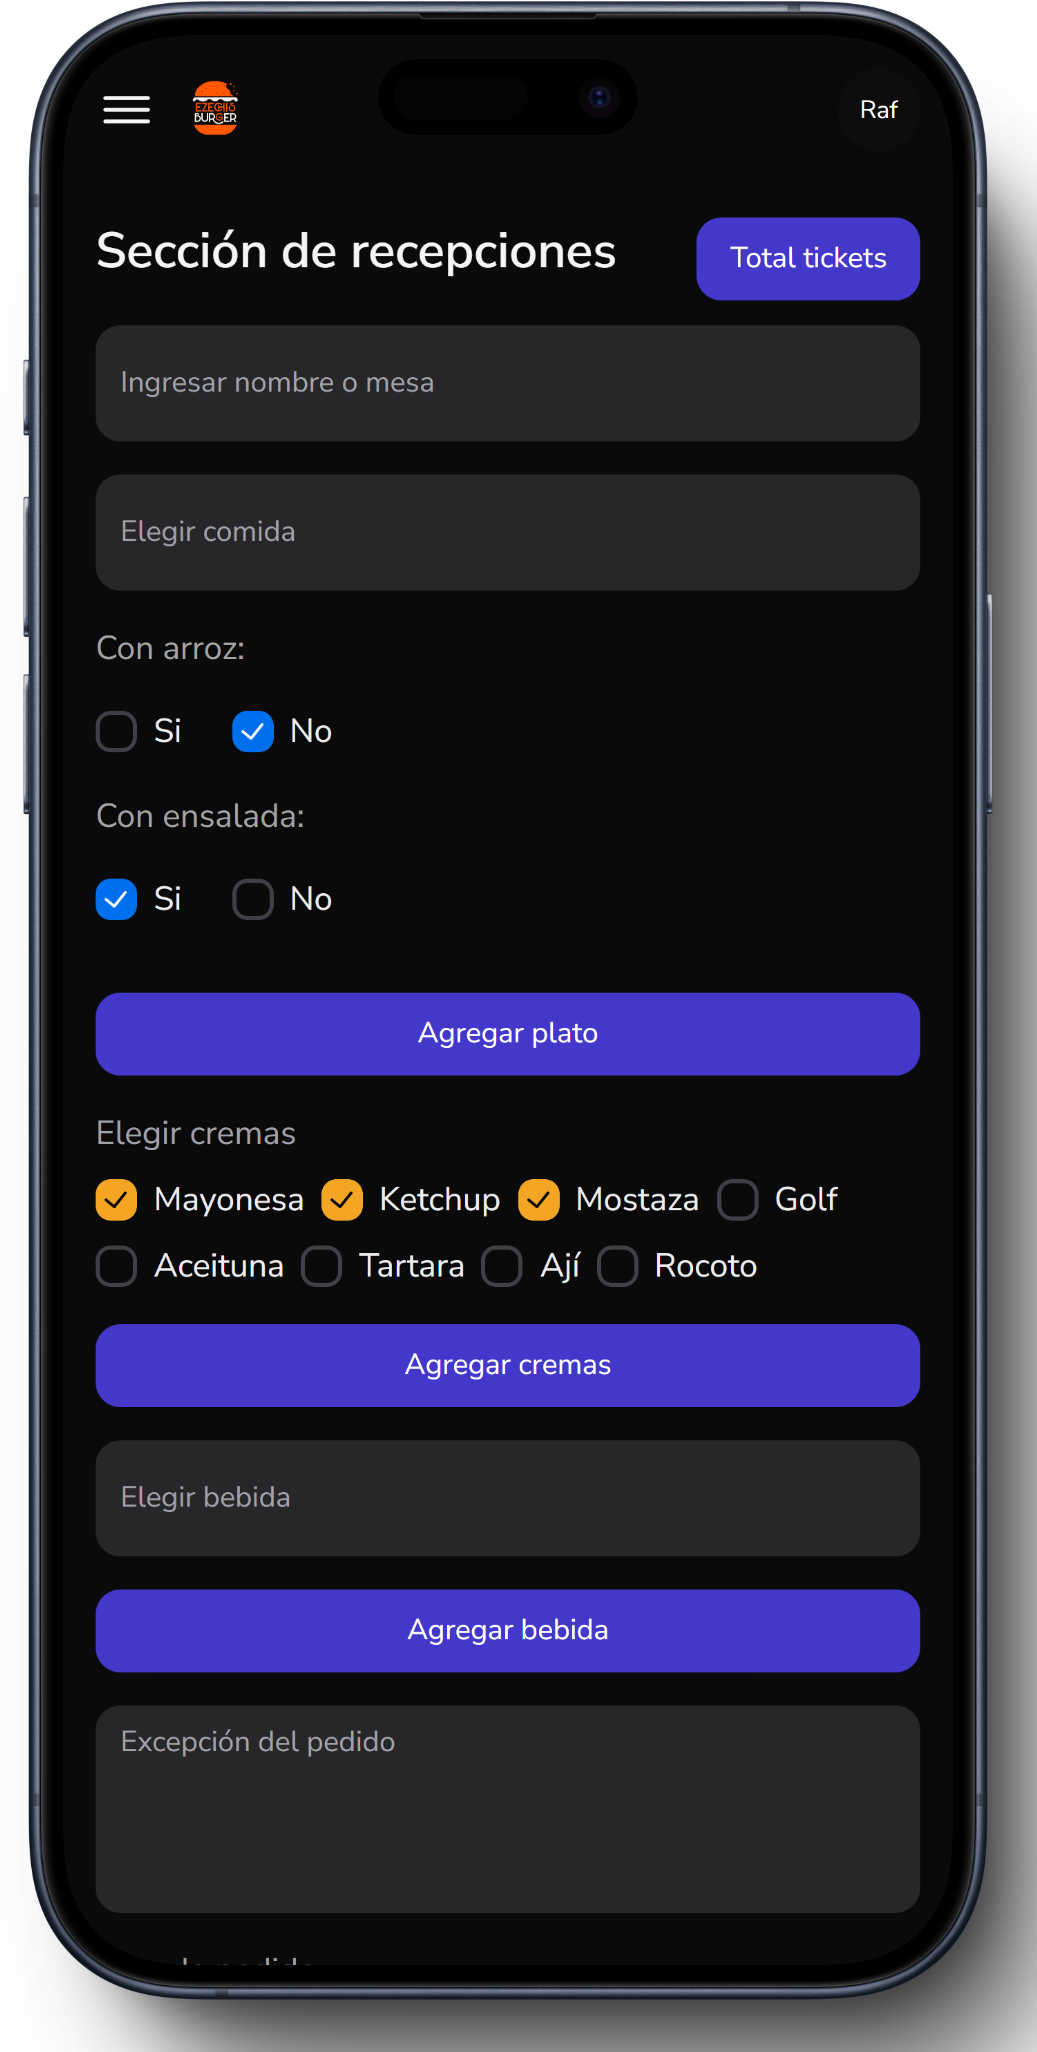 EZECHIS
BURGER
Raf
Sección de recepciones
Total tickets
Ingresar nombre o mesa
Elegir comida
Con arroz:
Si No
Con ensalada:
Si No
Agregar plato
Elegir cremas
Mayonesa Ketchup Mostaza Golf
Aceituna Tartara Ají Rocoto
Agregar cremas
Elegir bebida
Agregar bebida
Excepción del pedido